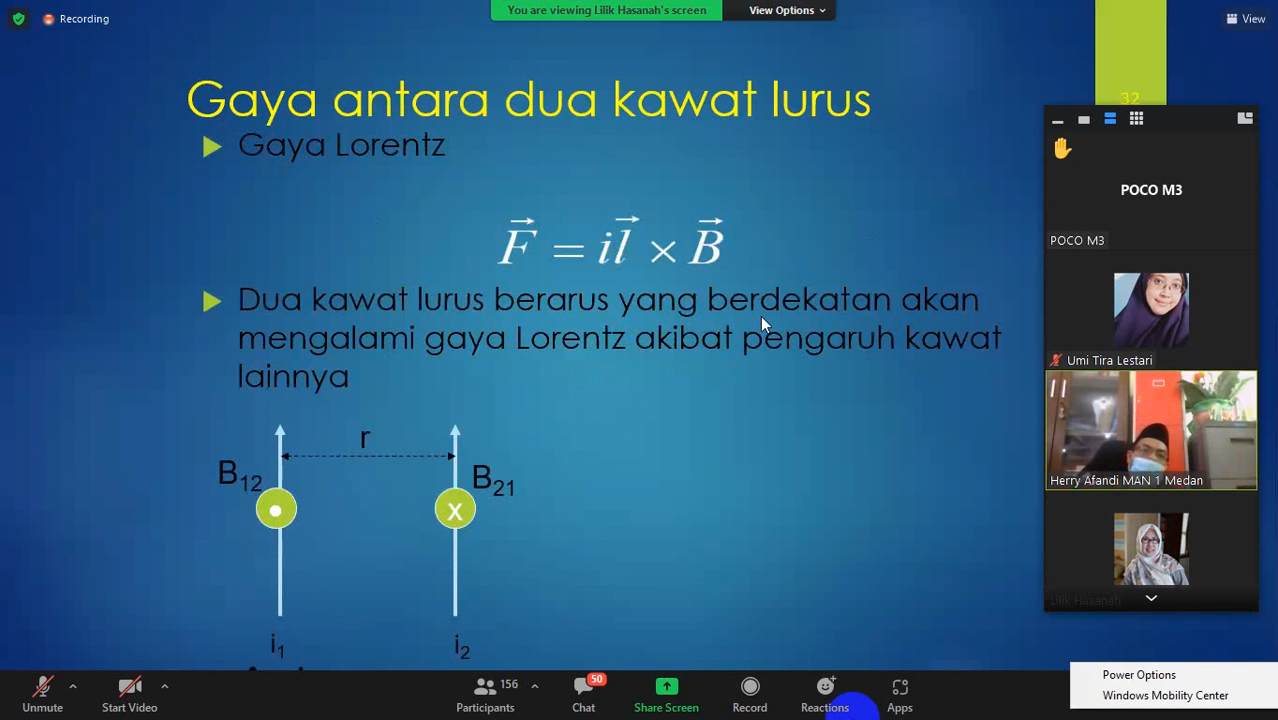 Recording
You are viewing Lilik Hasanah's screen
View Options
View
Gaya antara dua kawat lurus
32
Gaya Lorentz
F = il × B
Dua kawat lurus berarus yang berdekatan akan
mengalami gaya Lorentz akibat pengaruh kawat
lainnya
r
B12
B21
x
i1
i2
POCO M3
POCO M3
Umi Tira Lestari
Herry Afandi MAN 1 Medan
Lilik Hasanah
Power Options
Windows Mobility Center
Unmute
Start Video
156
Participants
50
Chat
Share Screen
Record
Reactions
Apps